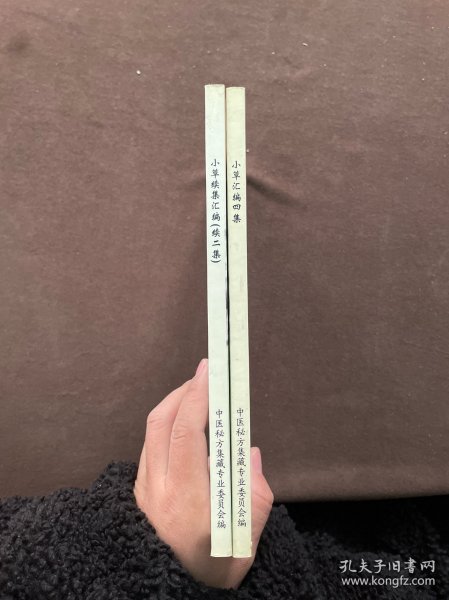 小草续集汇编(续二集)
中医秘方集藏专业委员会编
小草汇编四集
中医秘方集藏专业委员会编
孔夫子旧书网
www.kongfz.com